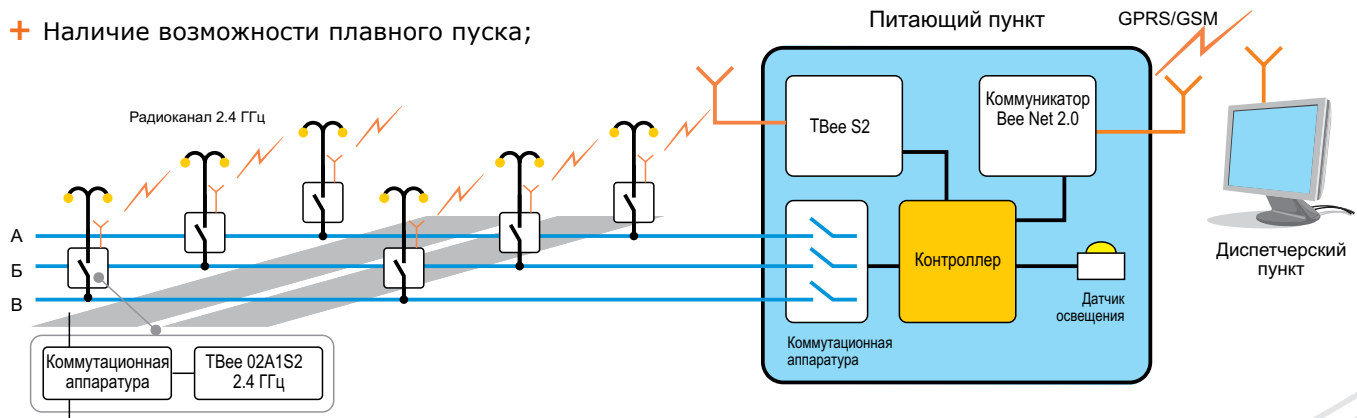 + Наличие возможности плавного пуска;
Питающий пункт
GPRS/GSM
Радиоканал 2.4 ГГц
TBee S2
Коммуникатор
Bee Net 2.0
А
Б
В
Контроллер
Диспетчерский
пункт
Датчик
освещения
Коммутационная
аппаратура
Коммутационная
аппаратура
TBee 02A1S2
2.4 ГГц